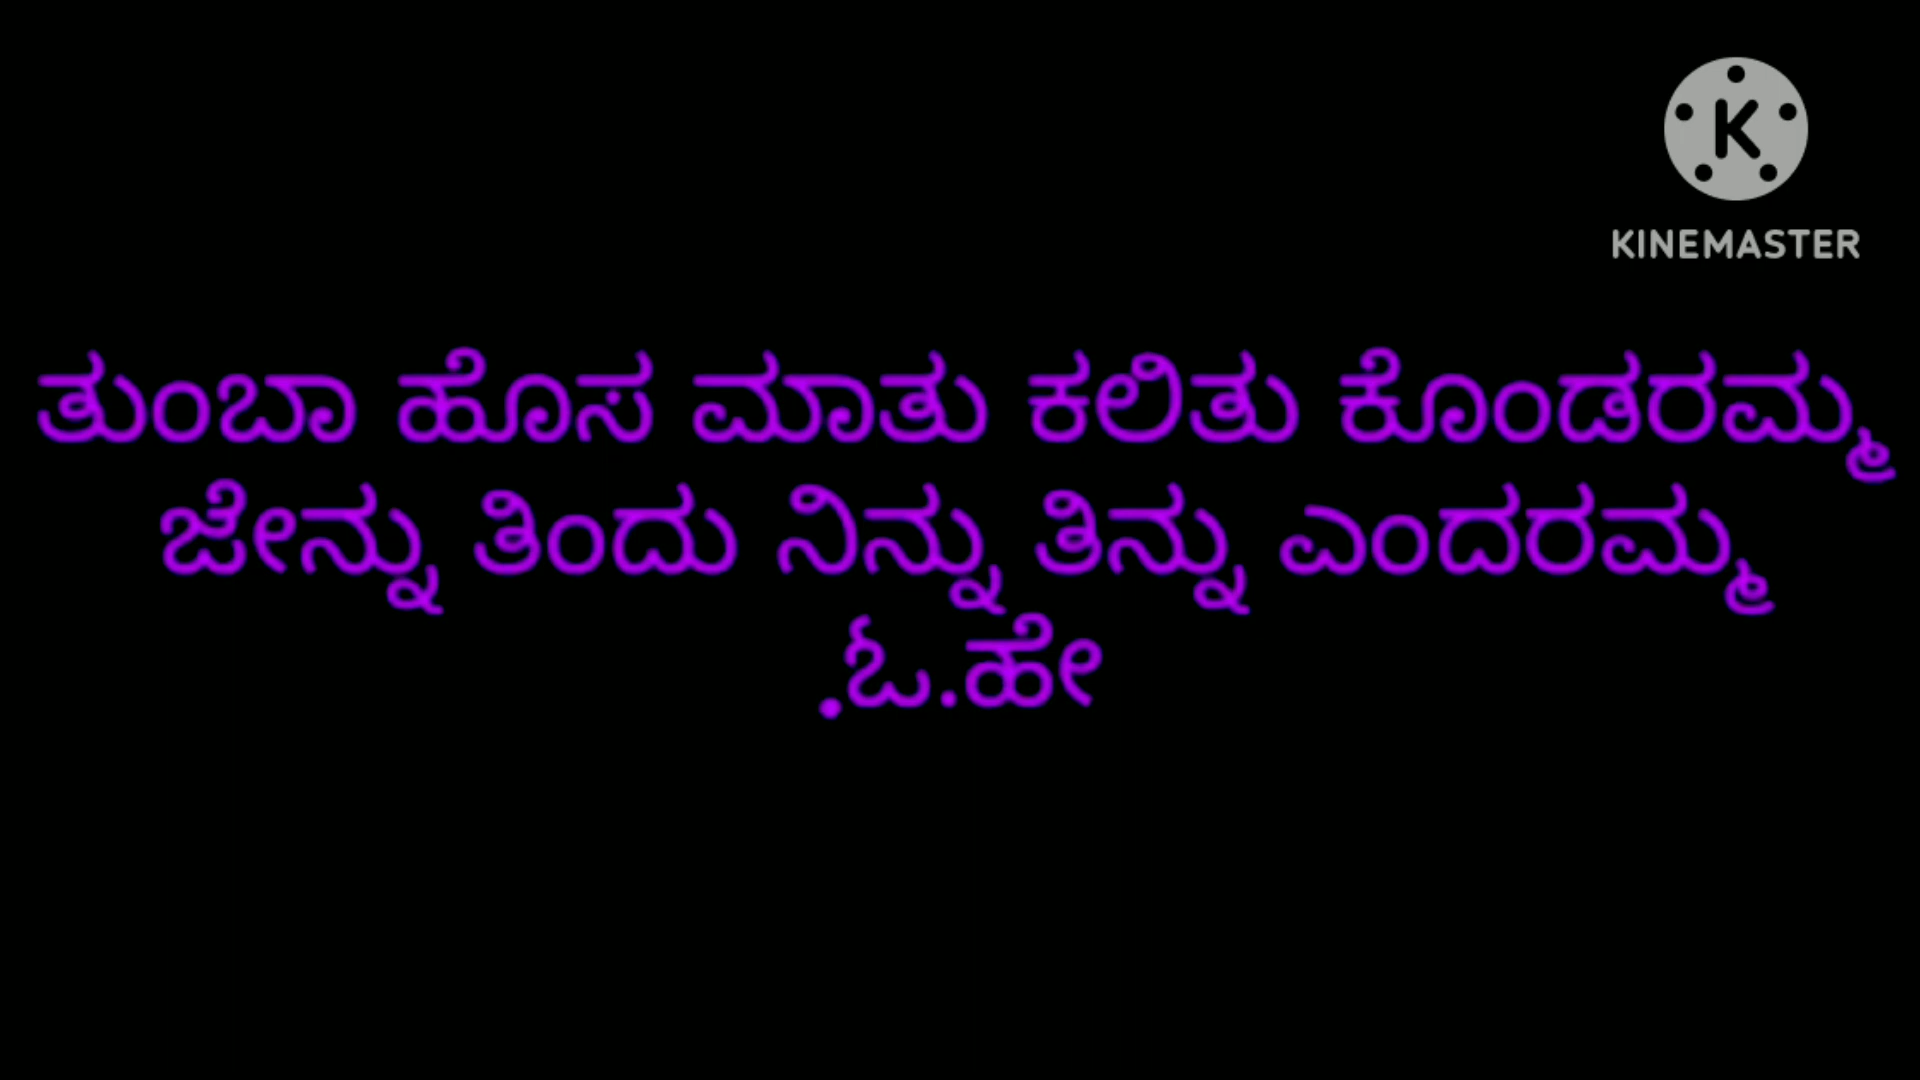 KINEMASTER
ತುಂಬಾ ಹೊಸ ಮಾತು ಕಲಿತು ಕೊಂಡರಮ್ಮ
ಜೇನ್ನು ತಿಂದು ನಿನ್ನು ತಿನ್ನು ಎಂದರಮ್ಮ
.ಓ.ಹೇ